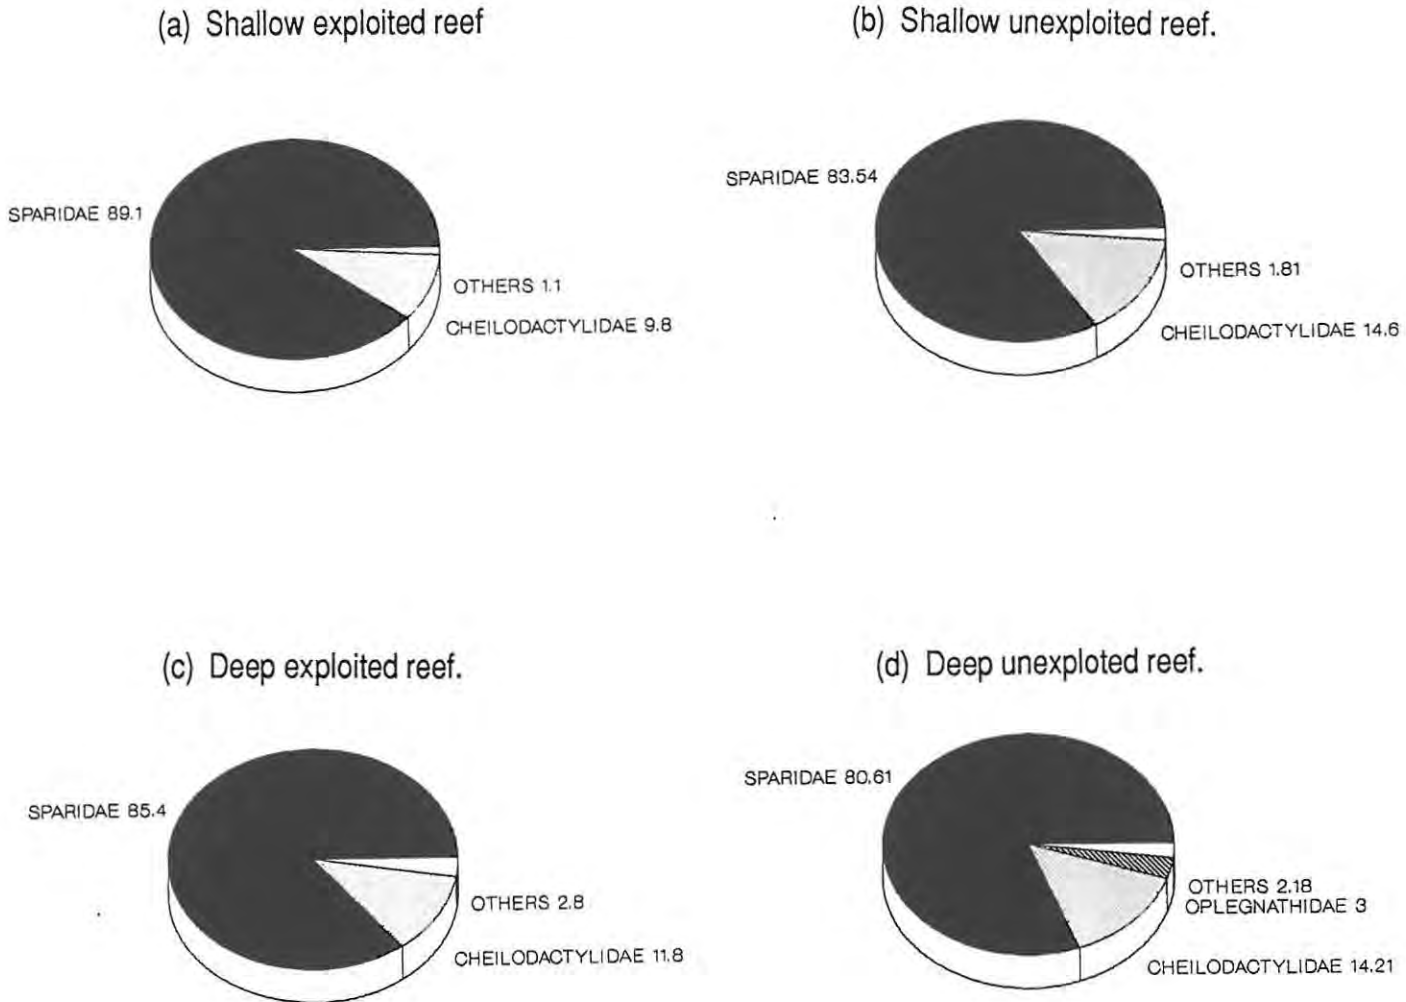 (a) Shallow exploited reef
SPARIDAE 89.1
OTHERS 1.1
CHEILODACTYLIDAE 9.8
(b) Shallow unexploited reef.
SPARIDAE 83.54
OTHERS 1.81
CHEILODACTYLIDAE 14.6
(c) Deep exploited reef.
SPARIDAE 85.4
OTHERS 2.8
CHEILODACTYLIDAE 11.8
(d) Deep unexploted reef.
SPARIDAE 80.61
OTHERS 2.18
OPLEGNATHIDAE 3
CHEILODACTYLIDAE 14.21